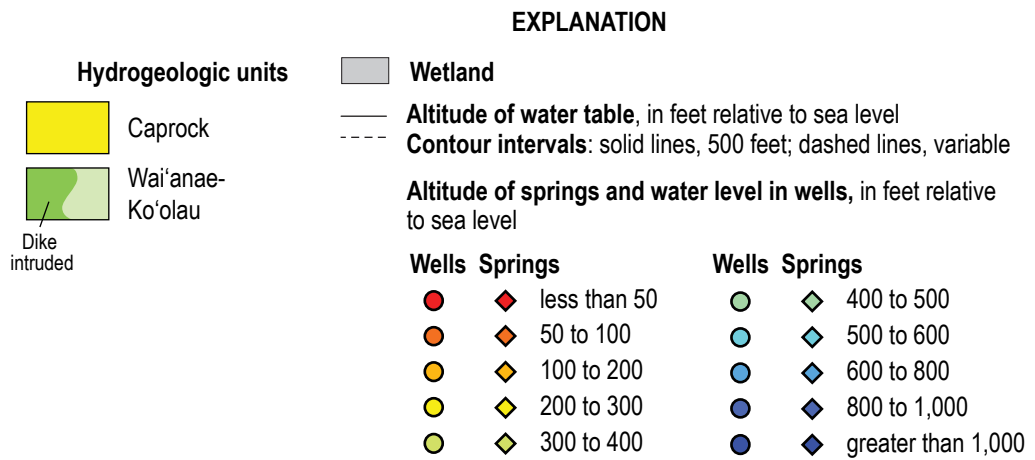 EXPLANATION
Hydrogeologic units
Caprock
Waiʻanae-
Koʻolau
Dike
intruded
Wetland
Altitude of water table, in feet relative to sea level
Contour intervals: solid lines, 500 feet; dashed lines, variable
Altitude of springs and water level in wells, in feet relative
to sea level
Wells Springs
less than 50
50 to 100
100 to 200
200 to 300
300 to 400
Wells Springs
400 to 500
500 to 600
600 to 800
800 to 1,000
greater than 1,000